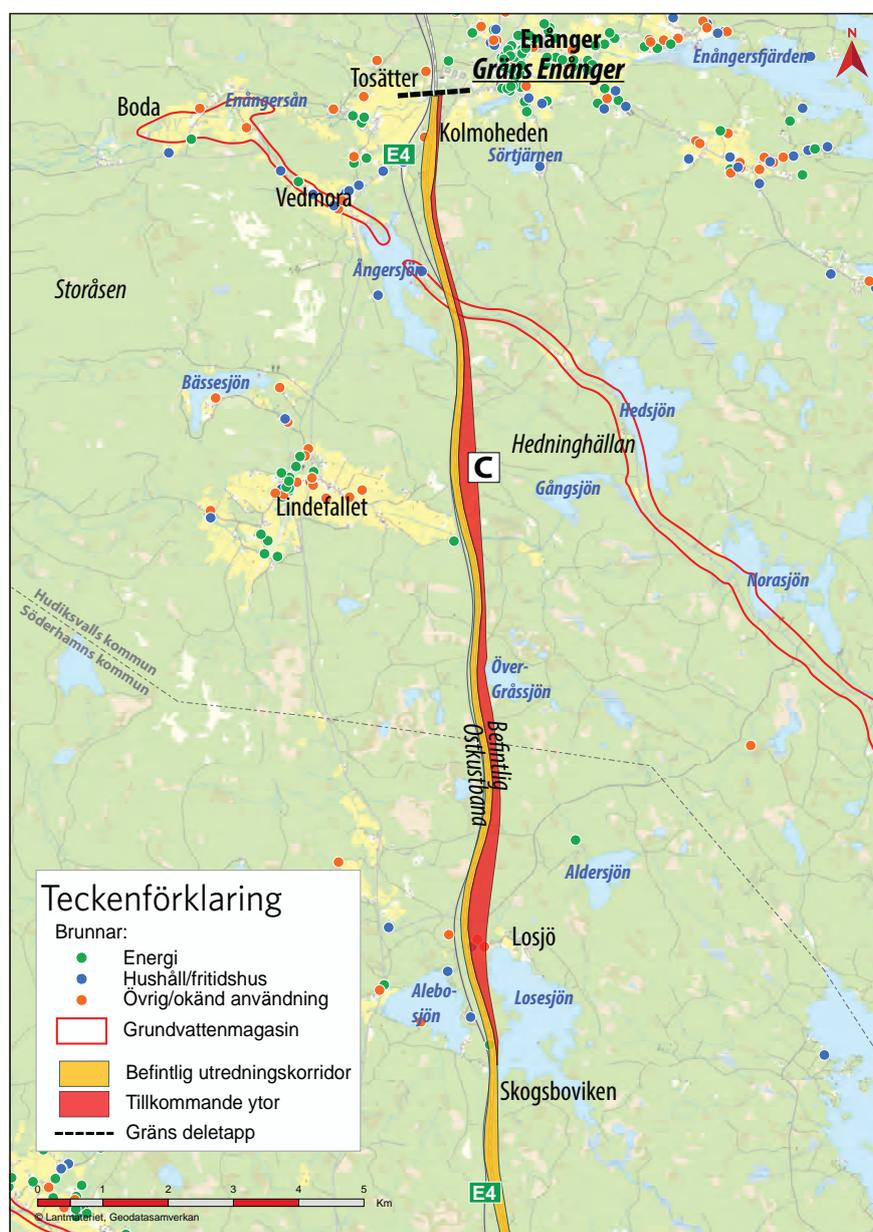 N
Enånger
Gräns Enånger
Enångersfjärden
Tosätter
Boda
Enångersån
Kolmoheden
E4
Sörtjärnen
Vedmora
Ångersjön
Storåsen
Bässesjön
Hedsjön
Hedninghällan
C
Gångsjön
Lindefallet
Norasjön
Hudiksvalls kommun
Söderhamns kommun
Över-
Gråssjön
Befintlig
Ostkustbana
Aldersjön
Losjö
Alebo-
sjön
Losesjön
Skogsboviken
E4
Teckenförklaring
Brunnar:
Energi
Hushåll/fritidshus
Övrig/okänd användning
Grundvattenmagasin
Befintlig utredningskorridor
Tillkommande ytor
Gräns deletapp
0 1 2 3 4 5
Km
© Lantmäteriet, Geodatasamverkan